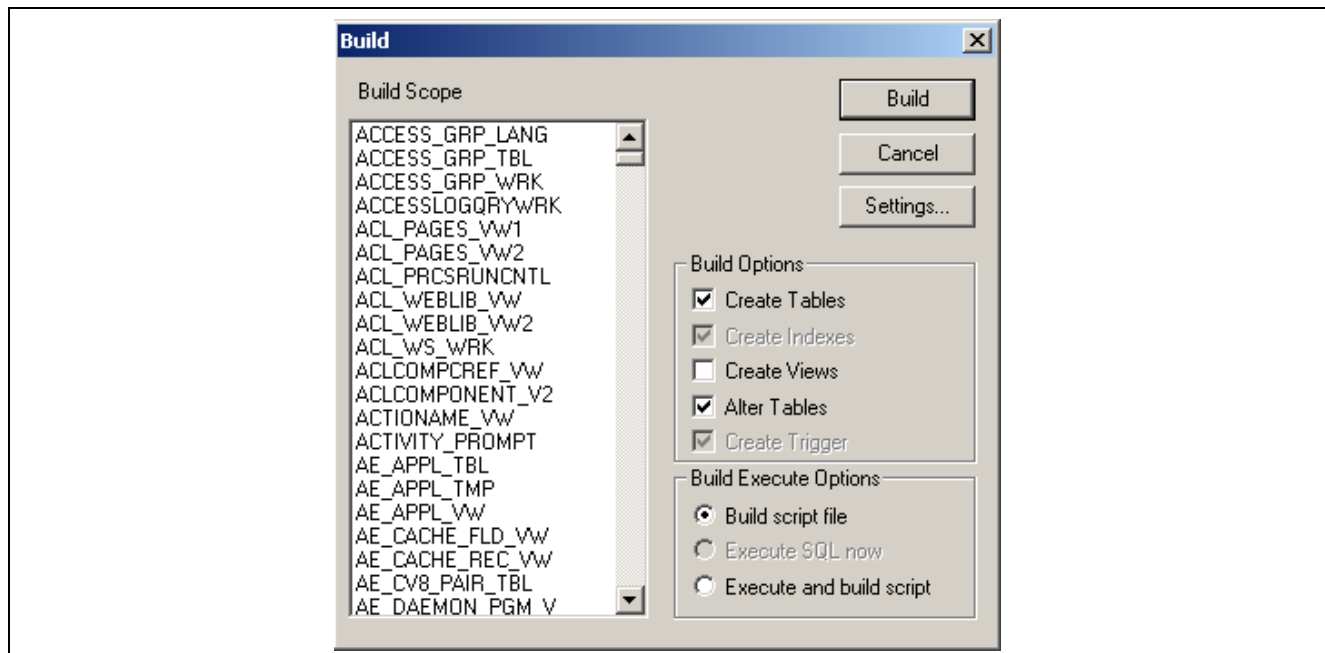 Build
Build Scope
ACCESS_GRP_LANG
ACCESS_GRP_TBL
ACCESS_GRP_WRK
ACCESSLOGQRYWRK
ACL_PAGES_VW1
ACL_PAGES_VW2
ACL_PRCSRUNCNTL
ACL_WEBLIB_VW
ACL_WEBLIB_VW2
ACL_WS_WRK
ACLCOMPCREF_VW
ACLCOMPONENT_V2
ACTIONAME_VW
ACTIVITY_PROMPT
AE_APPL_TBL
AE_APPL_TMP
AE_APPL_VW
AE_CACHE_FLD_VW
AE_CACHE_REC_VW
AE_CV8_PAIR_TBL
AE_DAEMON_PGM_V
Build
Cancel
Settings...
Build Options
Create Tables
Create Indexes
Create Views
Alter Tables
Create Trigger
Build Execute Options
Build script file
Execute SQL now
Execute and build script